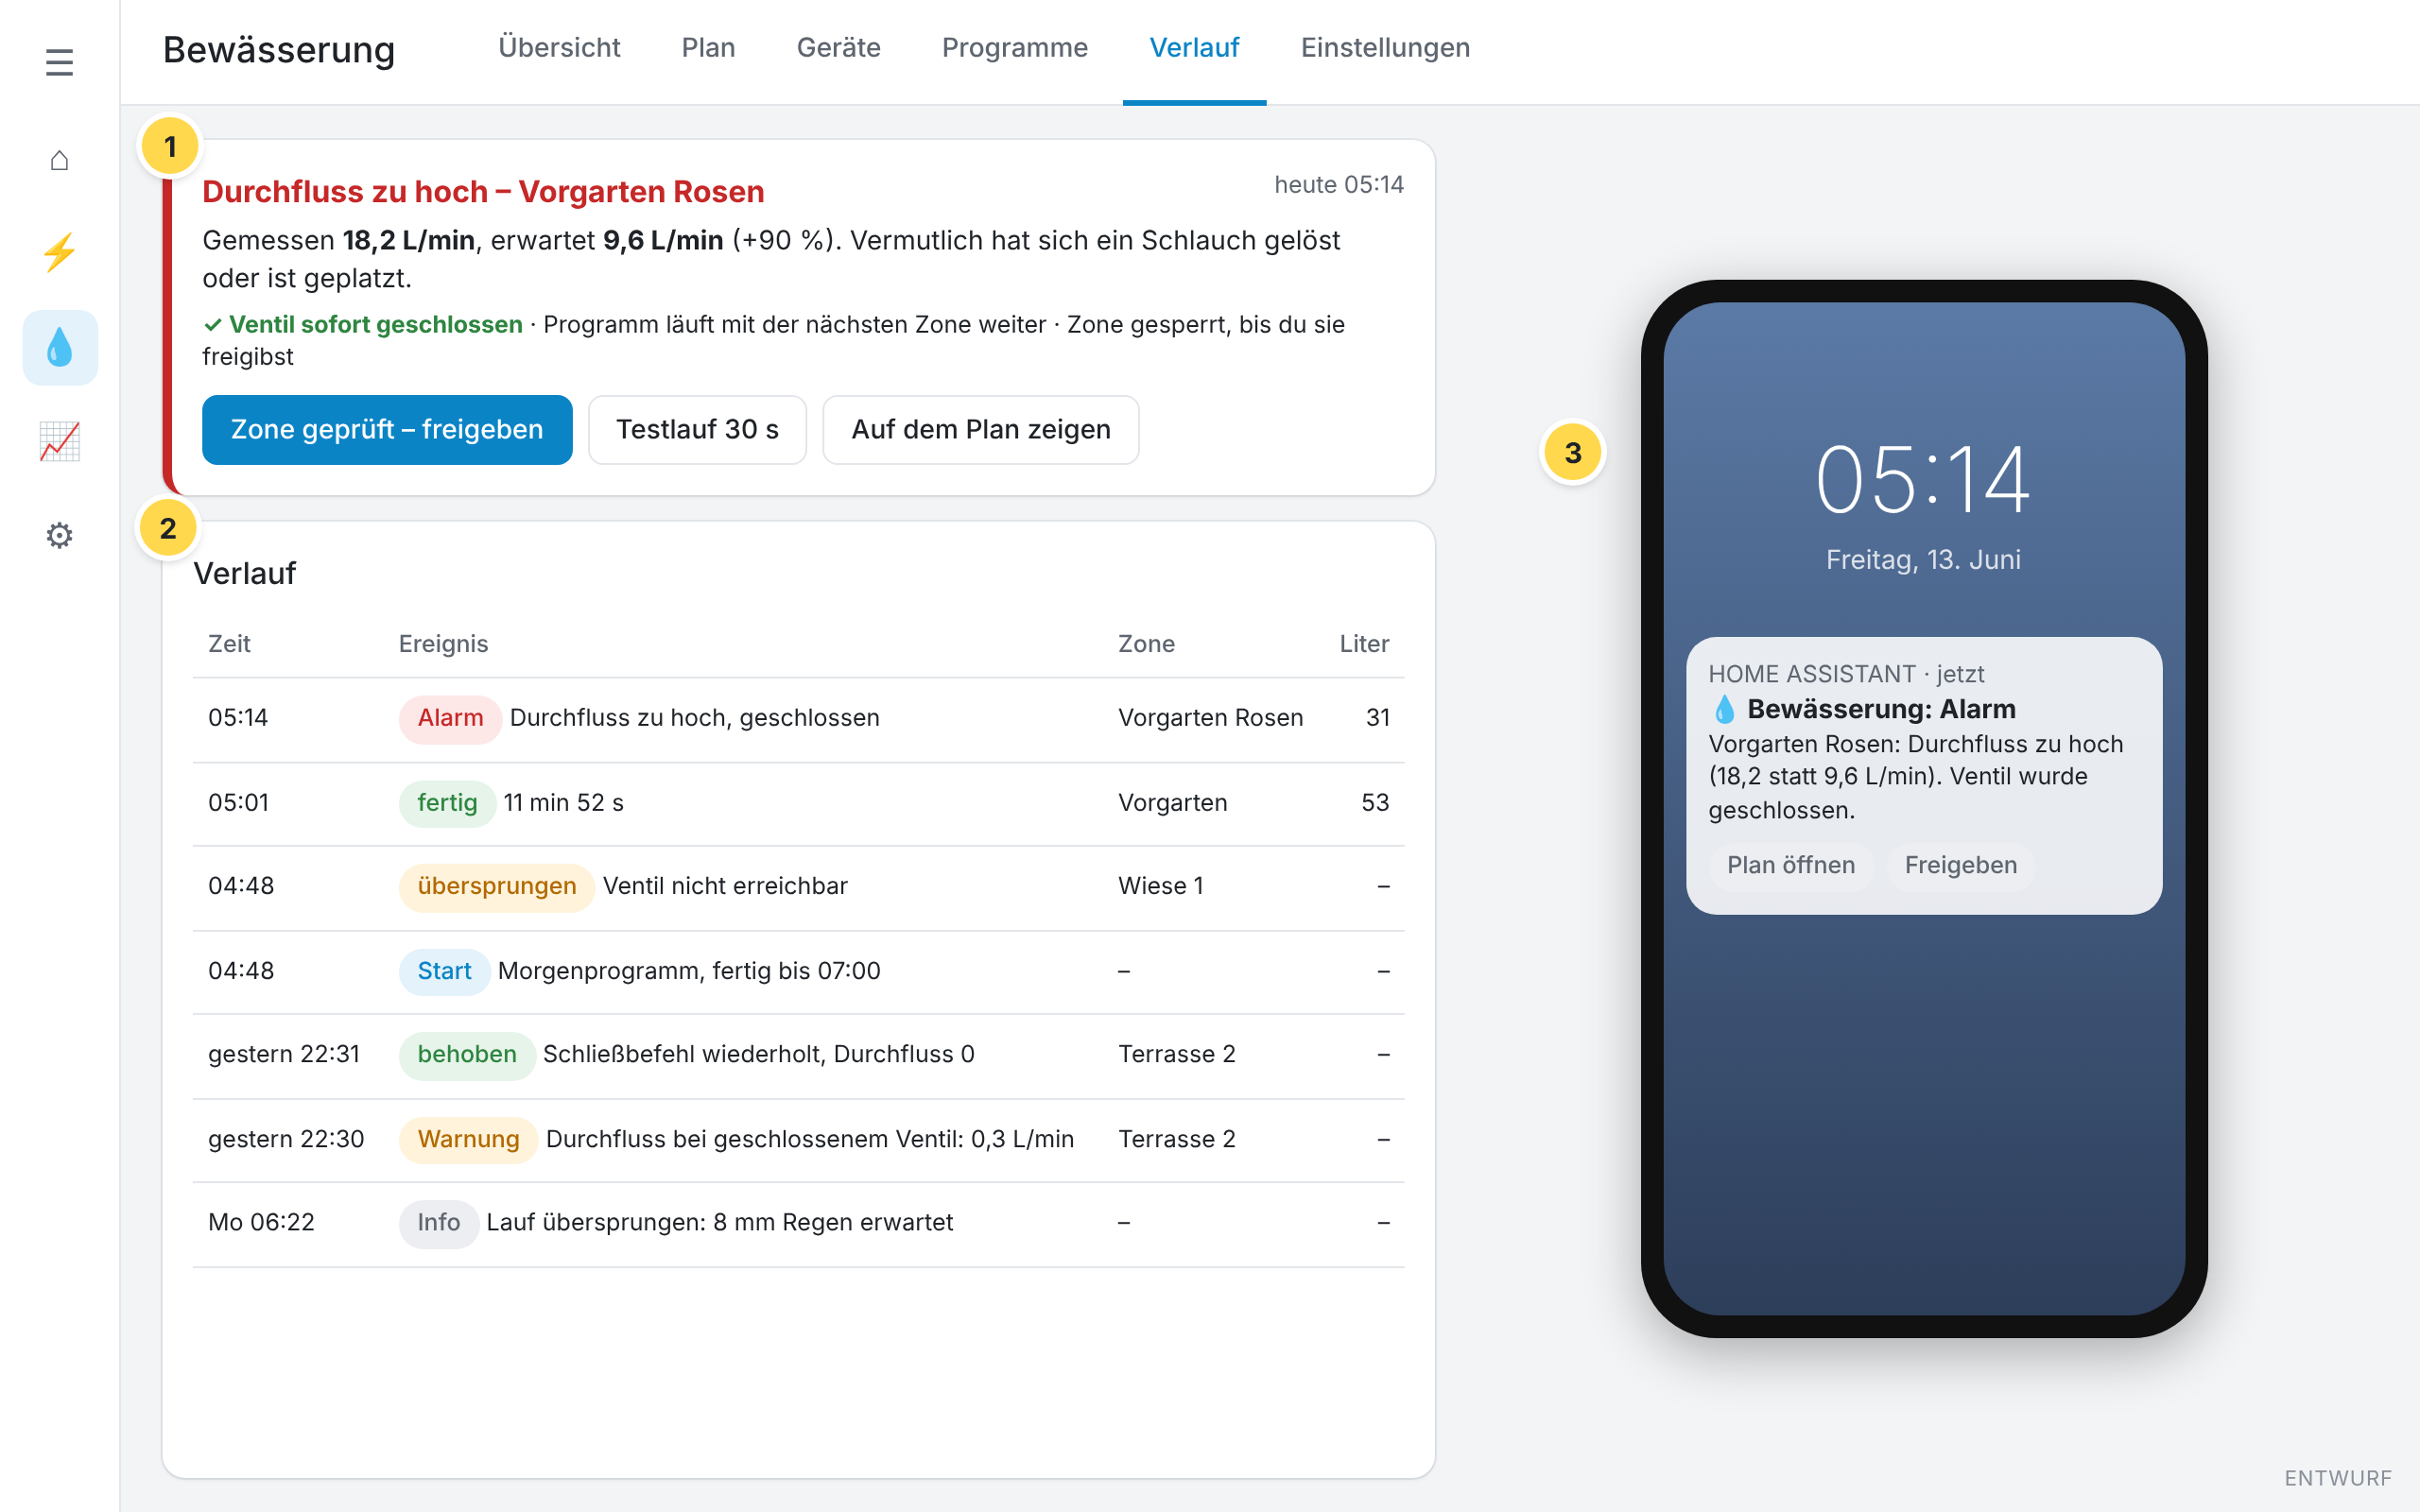 Bewässerung
Übersicht Plan Geräte Programme Verlauf Einstellungen
1
Durchfluss zu hoch – Vorgarten Rosen
heute 05:14
Gemessen 18,2 L/min, erwartet 9,6 L/min (+90 %). Vermutlich hat sich ein Schlauch gelöst
oder ist geplatzt.
✓ Ventil sofort geschlossen · Programm läuft mit der nächsten Zone weiter · Zone gesperrt, bis du sie
freigibst
Zone geprüft – freigeben Testlauf 30 s Auf dem Plan zeigen
2
Verlauf
Zeit Ereignis Zone Liter
05:14 Alarm Durchfluss zu hoch, geschlossen Vorgarten Rosen 31
05:01 fertig 11 min 52 s Vorgarten 53
04:48 übersprungen Ventil nicht erreichbar Wiese 1 –
04:48 Start Morgenprogramm, fertig bis 07:00 – –
gestern 22:31 behoben Schließbefehl wiederholt, Durchfluss 0 Terrasse 2 –
gestern 22:30 Warnung Durchfluss bei geschlossenem Ventil: 0,3 L/min Terrasse 2 –
Mo 06:22 Info Lauf übersprungen: 8 mm Regen erwartet – –
3
05:14
Freitag, 13. Juni
HOME ASSISTANT · jetzt
💧 Bewässerung: Alarm
Vorgarten Rosen: Durchfluss zu hoch
(18,2 statt 9,6 L/min). Ventil wurde
geschlossen.
Plan öffnen Freigeben
ENTWURF